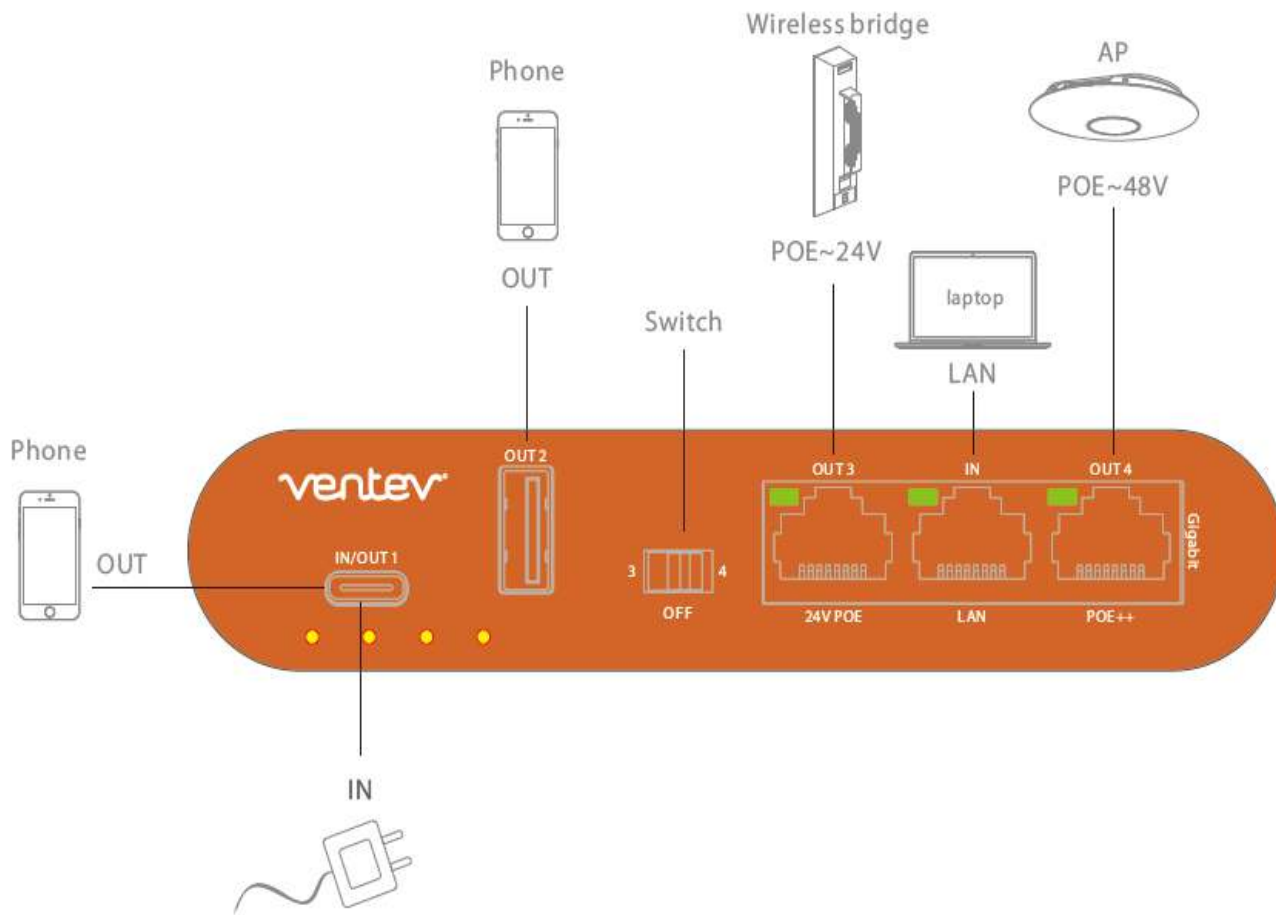 Wireless bridge
AP
Phone
POE~48V
POE~24V
OUT
laptop
Switch
LAN
Phone
OUT 2
OUT 3
IN
OUT 4
ventev
Gigabit
OUT
IN/OUT 1
3
4
OFF
24V POE
LAN
POE++
IN